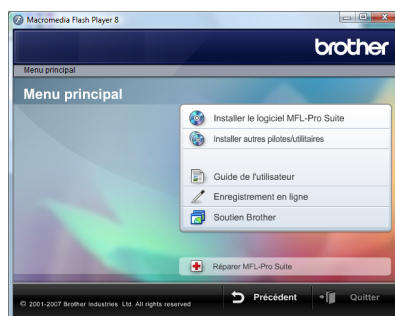 Macromedia Flash Player 8
brother
Menu principal
Menu principal
Installer le logiciel MFL-Pro Suite
Installer autres pilotes/utilitaires
Guide de l'utilisateur
Enregistrement en ligne
Soutien Brother
Réparer MFL-Pro Suite
© 2001-2007 Brother Industries Ltd. All rights reserved
Précédent
Quitter